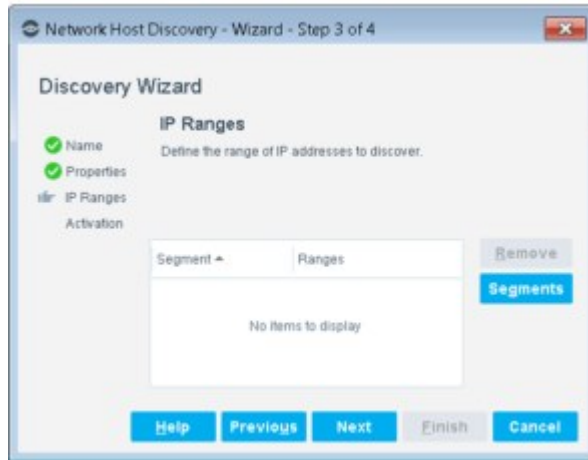 Network Host Discovery - Wizard - Step 3 of 4
Discovery Wizard
IP Ranges
Define the range of IP addresses to discover.
Name
Properties
IP Ranges
Activation
Segment Ranges
No items to display
Remove
Segments
Help Previous Next Finish Cancel